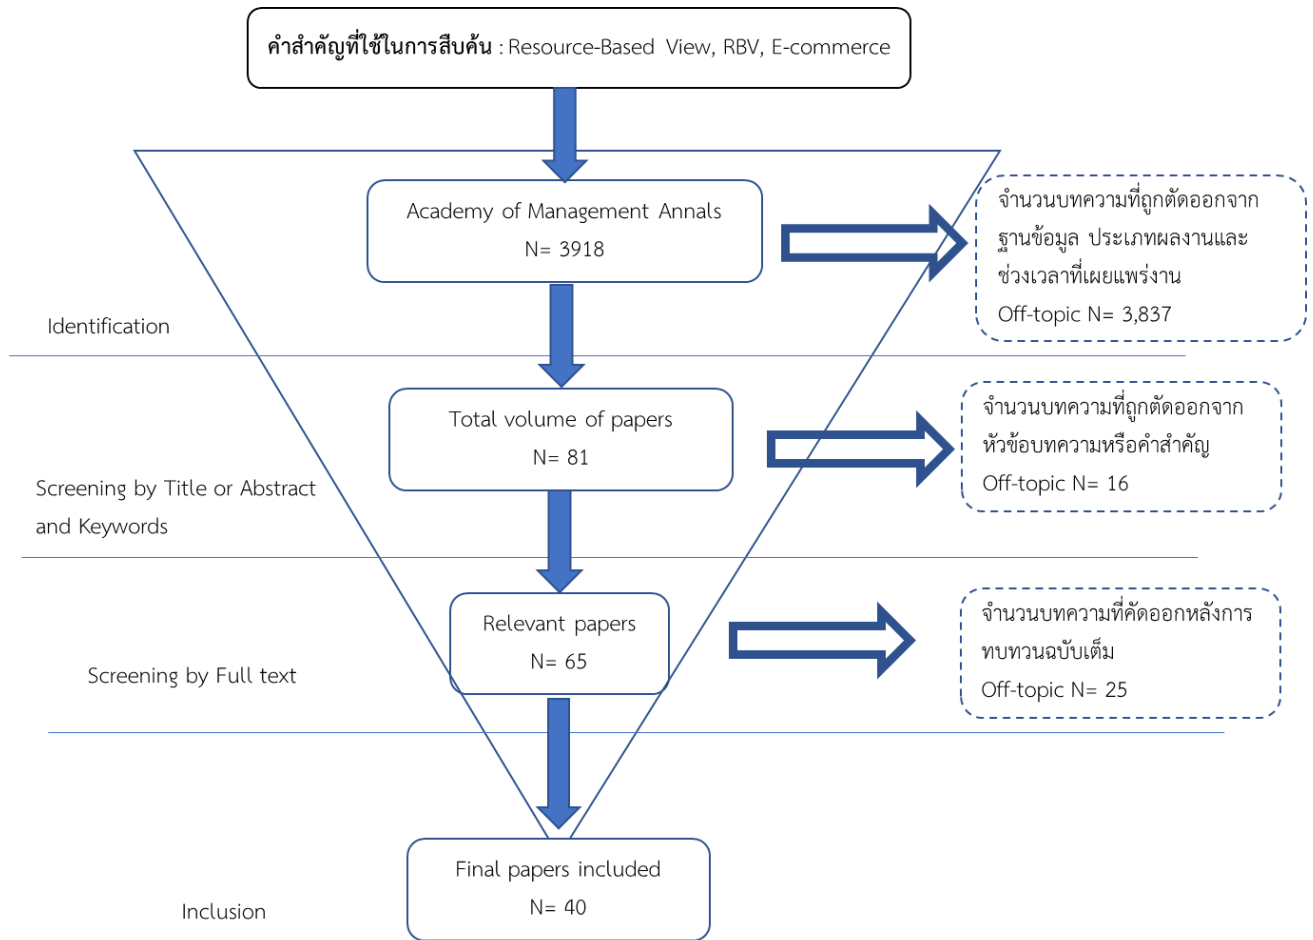 คำสำคัญที่ใช้ในการสืบค้น : Resource-Based View, RBV, E-commerce
Academy of Management Annals
N= 3918
จำนวนบทความที่ถูกตัดออกจาก
ฐานข้อมูล ประเภทผลงานและ
ช่วงเวลาที่เผยแพร่งาน
Off-topic N= 3,837
Identification
Total volume of papers
N= 81
จำนวนบทความที่ถูกตัดออกจาก
หัวข้อบทความหรือคำสำคัญ
Off-topic N= 16
Screening by Title or Abstract
and Keywords
Relevant papers
N= 65
จำนวนบทความที่คัดออกหลังการ
ทบทวนฉบับเต็ม
Off-topic N= 25
Screening by Full text
Final papers included
N= 40
Inclusion